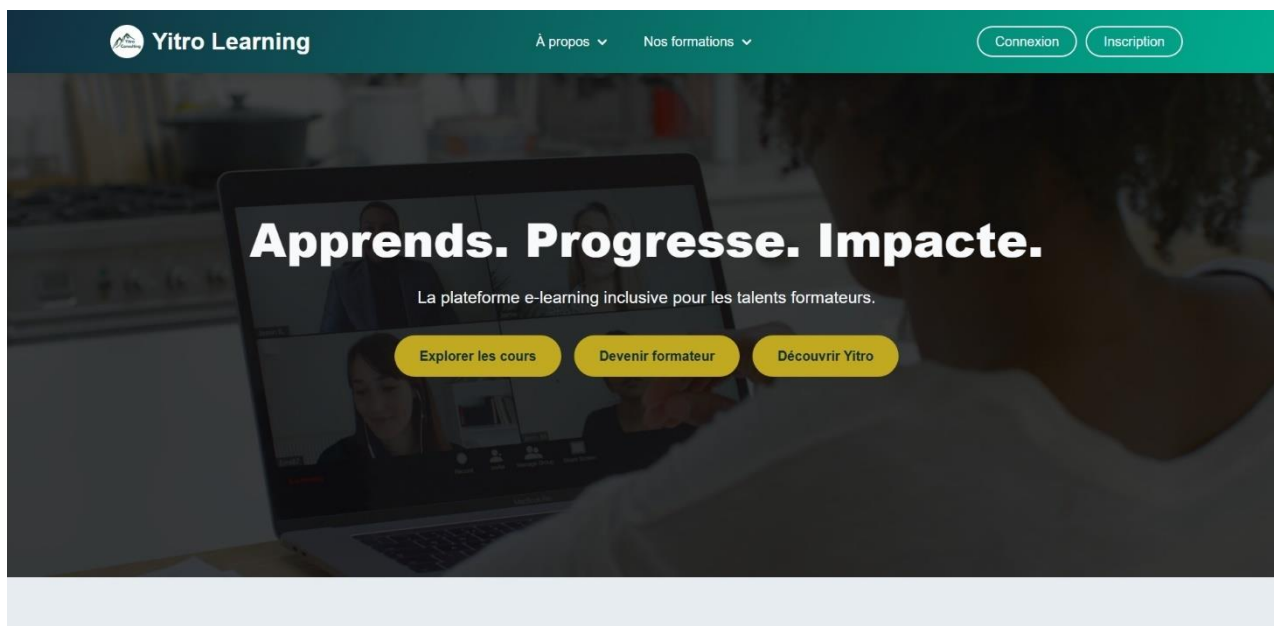 Yitro Learning
À propos
Nos formations
Connexion
Inscription
Apprends. Progresse. Impacte.
La plateforme e-learning inclusive pour les talents formateurs.
Explorer les cours
Devenir formateur
Découvrir Yitro